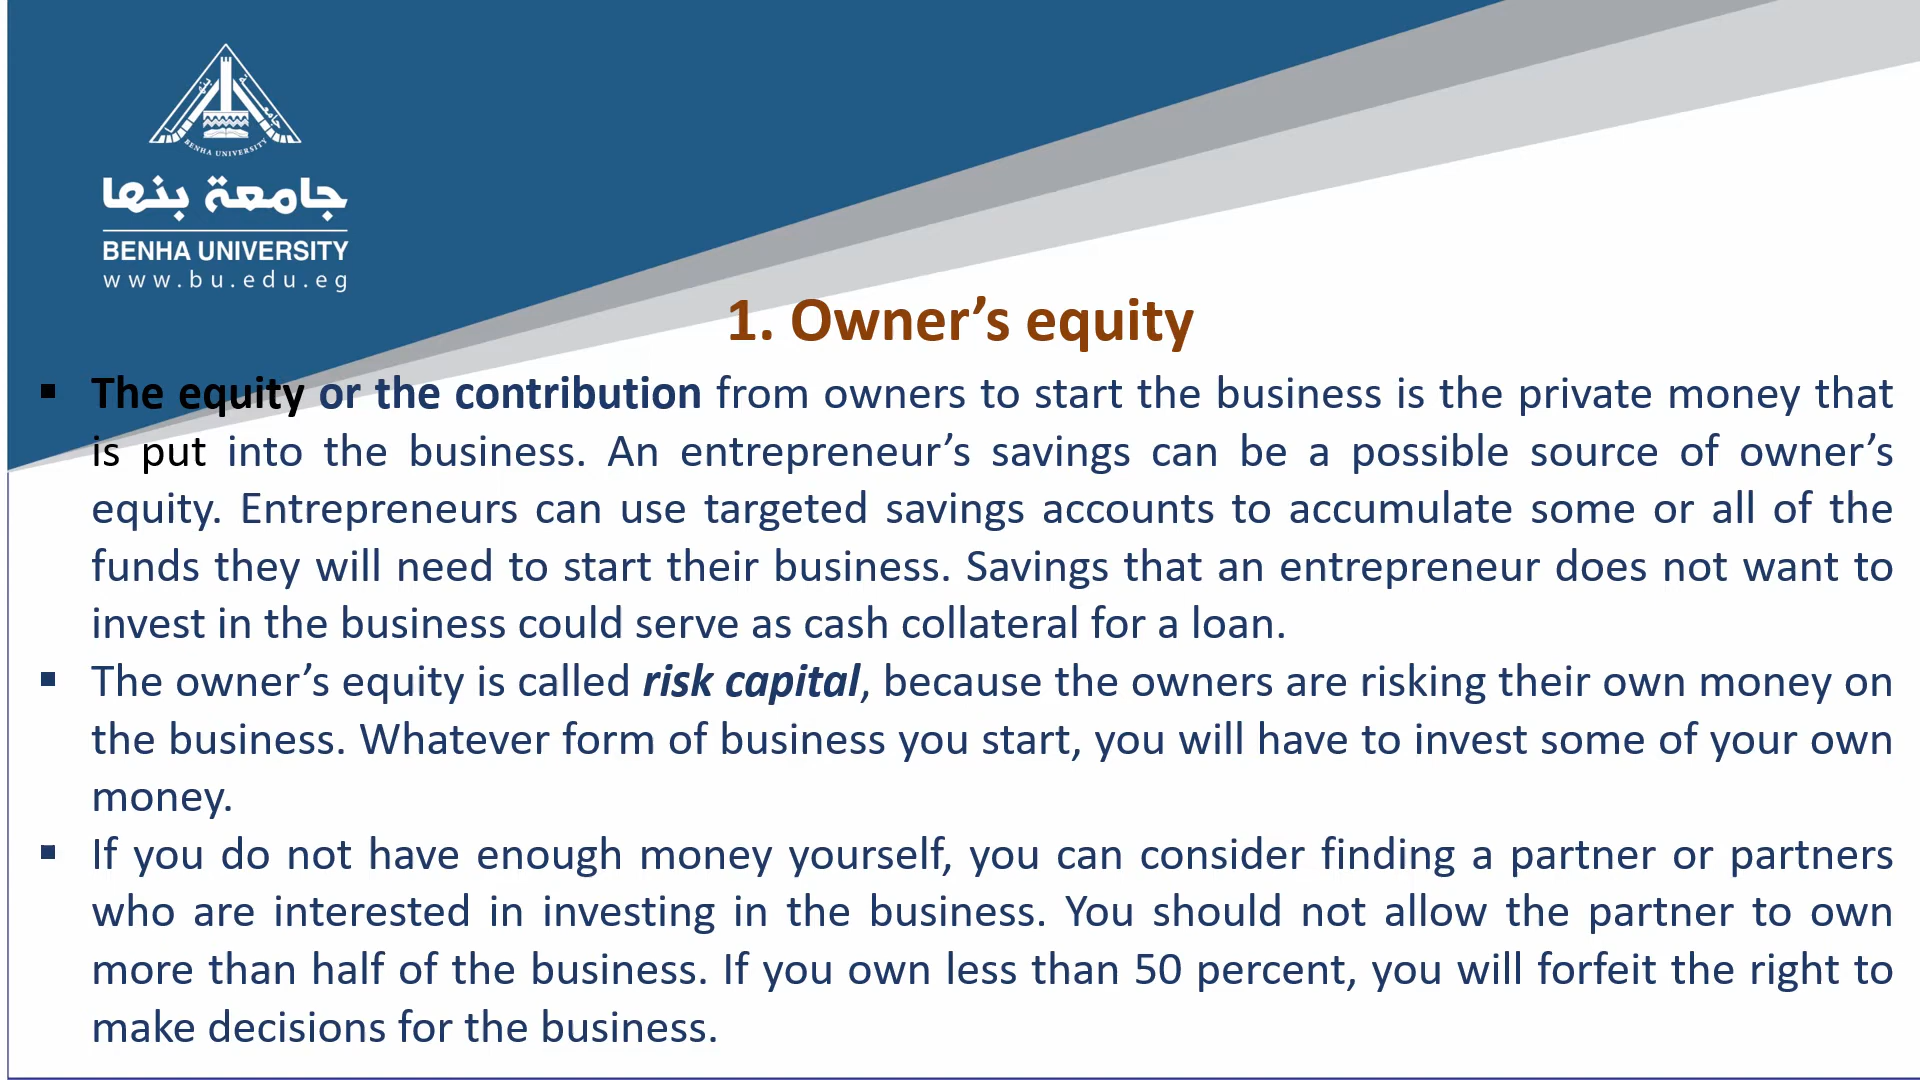 بنها
جامعة
BENHA UNIVERSITY
جامعة بنها
BENHA UNIVERSITY
www.bu.edu.eg
1. Owner’s equity
▪ The equity or the contribution from owners to start the business is the private money that
is put into the business. An entrepreneur’s savings can be a possible source of owner’s
equity. Entrepreneurs can use targeted savings accounts to accumulate some or all of the
funds they will need to start their business. Savings that an entrepreneur does not want to
invest in the business could serve as cash collateral for a loan.
▪ The owner’s equity is called risk capital, because the owners are risking their own money on
the business. Whatever form of business you start, you will have to invest some of your own
money.
▪ If you do not have enough money yourself, you can consider finding a partner or partners
who are interested in investing in the business. You should not allow the partner to own
more than half of the business. If you own less than 50 percent, you will forfeit the right to
make decisions for the business.